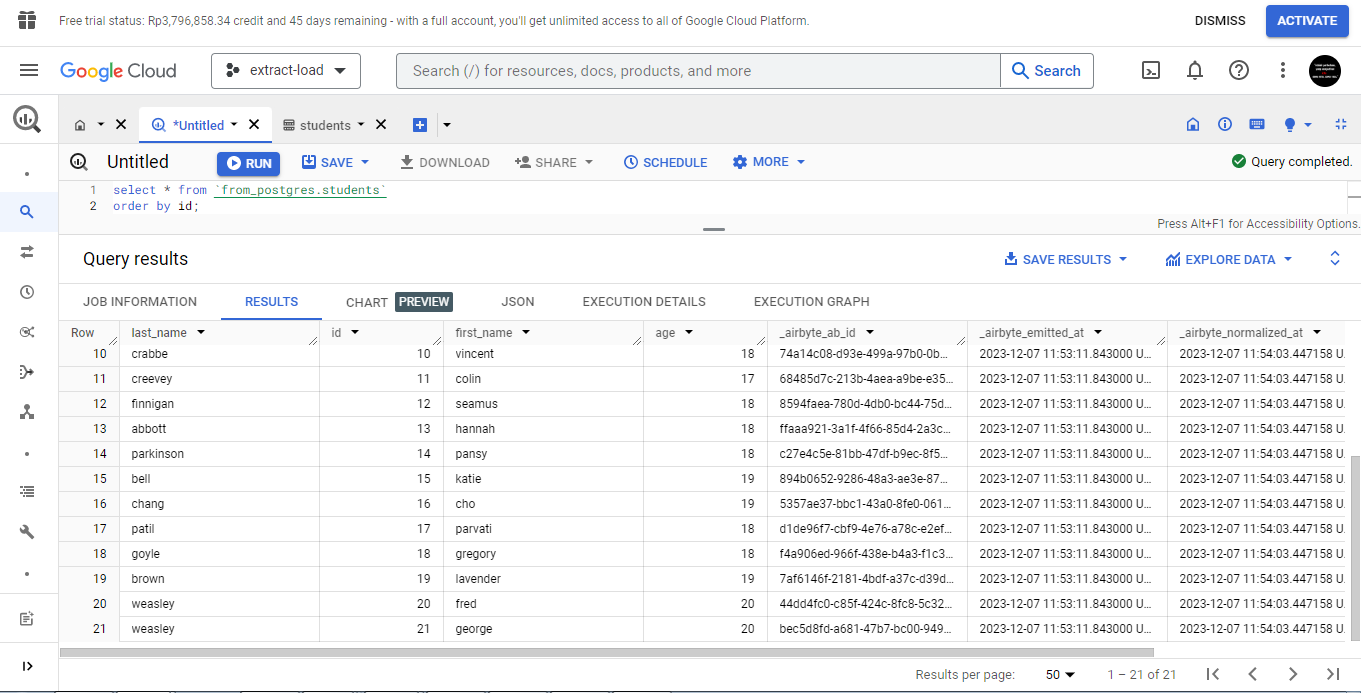 Free trial status: Rp3,796,858.34 credit and 45 days remaining - with a full account, you'll get unlimited access to all of Google Cloud Platform. DISMISS ACTIVATE
Google Cloud extract-load Search (/) for resources, docs, products, and more Search
*Untitled students
Untitled RUN SAVE DOWNLOAD SHARE SCHEDULE MORE Query completed.
1 select * from `from_postgres.students`
2 order by id;
Press Alt+F1 for Accessibility Options.
Query results SAVE RESULTS EXPLORE DATA
JOB INFORMATION RESULTS CHART PREVIEW JSON EXECUTION DETAILS EXECUTION GRAPH
Row last_name id first_name age _airbyte_ab_id _airbyte_emitted_at _airbyte_normalized_at
10 crabbe 10 vincent 18 74a14c08-d93e-499a-97b0-0b... 2023-12-07 11:53:11.843000 U... 2023-12-07 11:54:03.447158 U
11 creevey 11 colin 17 68485d7c-213b-4aea-a9be-e35... 2023-12-07 11:53:11.843000 U... 2023-12-07 11:54:03.447158 U
12 finnigan 12 seamus 18 8594faea-780d-4db0-bc44-75d... 2023-12-07 11:53:11.843000 U... 2023-12-07 11:54:03.447158 U
13 abbott 13 hannah 18 ffaaa921-3a1f-4f66-85d4-2a3c... 2023-12-07 11:53:11.843000 U... 2023-12-07 11:54:03.447158 U
14 parkinson 14 pansy 18 c27e4c5e-81bb-47df-b9ec-8f5... 2023-12-07 11:53:11.843000 U... 2023-12-07 11:54:03.447158 U
15 bell 15 katie 19 894b0652-9286-48a3-ae3e-87... 2023-12-07 11:53:11.843000 U... 2023-12-07 11:54:03.447158 U
16 chang 16 cho 19 5357ae37-bbc1-43a0-8fe0-061... 2023-12-07 11:53:11.843000 U... 2023-12-07 11:54:03.447158 U
17 patil 17 parvati 18 d1de96f7-cbf9-4e76-a78c-e2ef... 2023-12-07 11:53:11.843000 U... 2023-12-07 11:54:03.447158 U
18 goyle 18 gregory 18 f4a906ed-966f-438e-b4a3-f1c3... 2023-12-07 11:53:11.843000 U... 2023-12-07 11:54:03.447158 U
19 brown 19 lavender 19 7af6146f-2181-4bdf-a37c-d39d... 2023-12-07 11:53:11.843000 U... 2023-12-07 11:54:03.447158 U
20 weasley 20 fred 20 44dd4fc0-c85f-424c-8fc8-5c32... 2023-12-07 11:53:11.843000 U... 2023-12-07 11:54:03.447158 U
21 weasley 21 george 20 bec5d8fd-a681-47b7-bc00-949... 2023-12-07 11:53:11.843000 U... 2023-12-07 11:54:03.447158 U
Results per page: 50 1 – 21 of 21